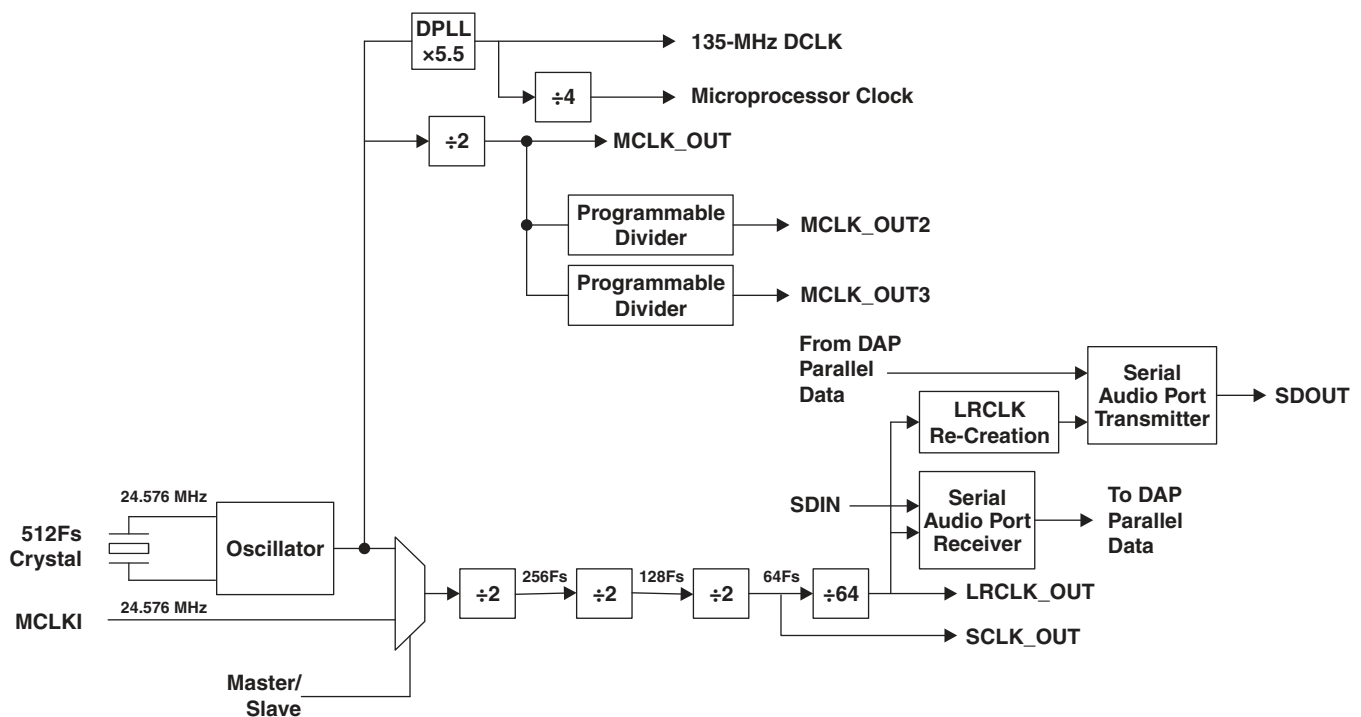 DPLL
×5.5
135-MHz DCLK
÷4
Microprocessor Clock
÷2
MCLK_OUT
Programmable
Divider
MCLK_OUT2
Programmable
Divider
MCLK_OUT3
From DAP
Parallel
Data
Serial
Audio Port
Transmitter
SDOUT
LRCLK
Re-Creation
24.576 MHz
512Fs
Crystal
Oscillator
SDIN
Serial
Audio Port
Receiver
To DAP
Parallel
Data
24.576 MHz
MCLKI
÷2
256Fs
÷2
128Fs
÷2
64Fs
÷64
LRCLK_OUT
SCLK_OUT
Master/
Slave